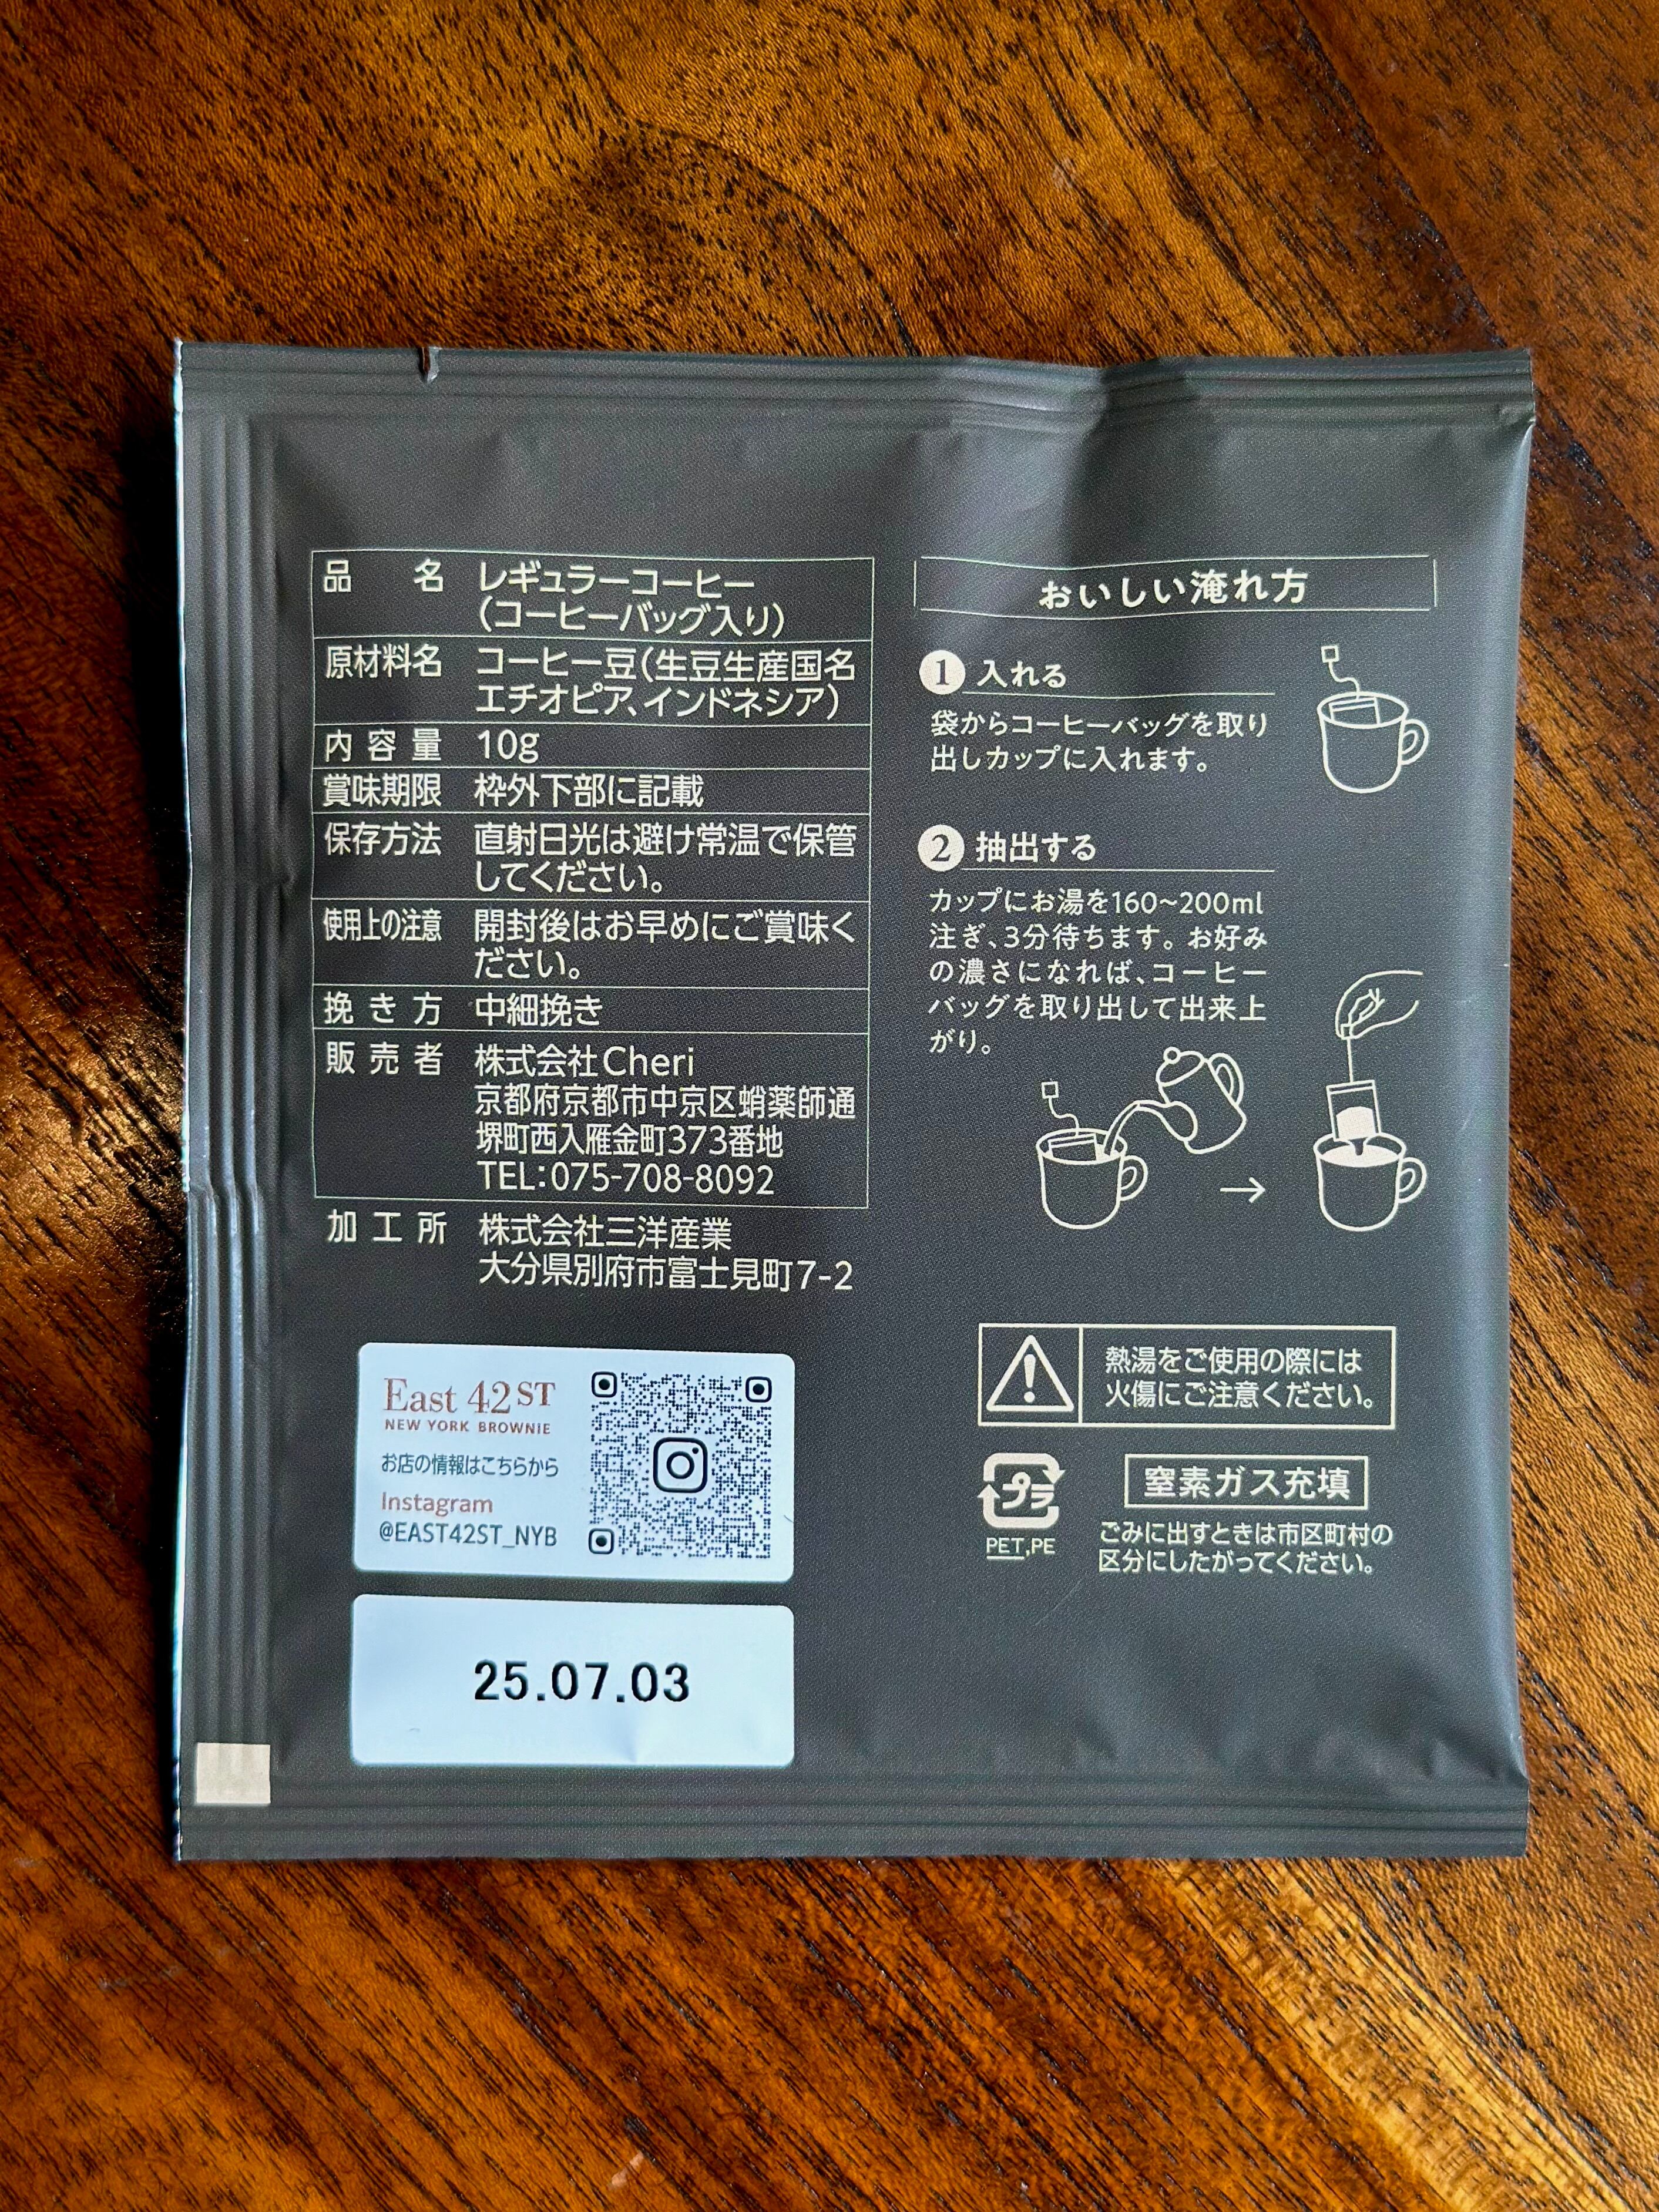 品名 レギュラーコーヒー
(コーヒーバッグ入り)
原材料名 コーヒー豆(生豆生産国名
エチオピア、インドネシア)
内容量 10g
賞味期限 枠外下部に記載
保存方法 直射日光は避け常温で保管
してください。
使用上の注意 開封後はお早めにご賞味く
ださい。
挽き方 中細挽き
販売者 株式会社Cheri
京都府京都市中京区蛸薬師通
堺町西入雁金町373番地
TEL:075-708-8092
加工所 株式会社三洋産業
大分県別府市富士見町7-2
East 42 ST
NEW YORK BROWNIE
お店の情報はこちらから
Instagram
@EAST42ST_NYB
25.07.03
おいしい淹れ方
1 入れる
袋からコーヒーバッグを取り
出しカップに入れます。
2 抽出する
カップにお湯を160~200ml
注ぎ、3分待ちます。お好み
の濃さになれば、コーヒー
バッグを取り出して出来上
がり。
熱湯をご使用の際には
火傷にご注意ください。
プラ
PET,PE
窒素ガス充填
ごみに出すときは市区町村の
区分にしたがってください。